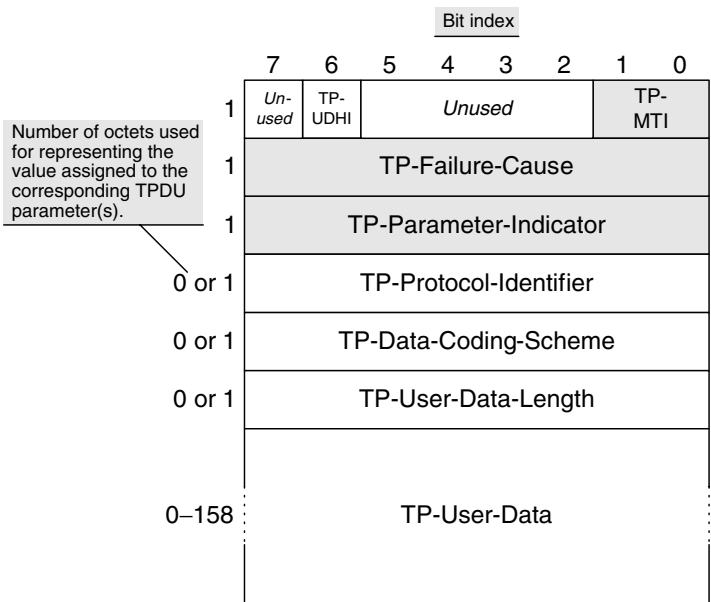 Bit index
7 6 5 4 3 2 1 0
1
Un-
used
TP-
UDHI
Unused
TP-
MTI
Number of octets used
for representing the
value assigned to the
corresponding TPDU
parameter(s).
1 TP-Failure-Cause
1 TP-Parameter-Indicator
0 or 1 TP-Protocol-Identifier
0 or 1 TP-Data-Coding-Scheme
0 or 1 TP-User-Data-Length
0–158 TP-User-Data